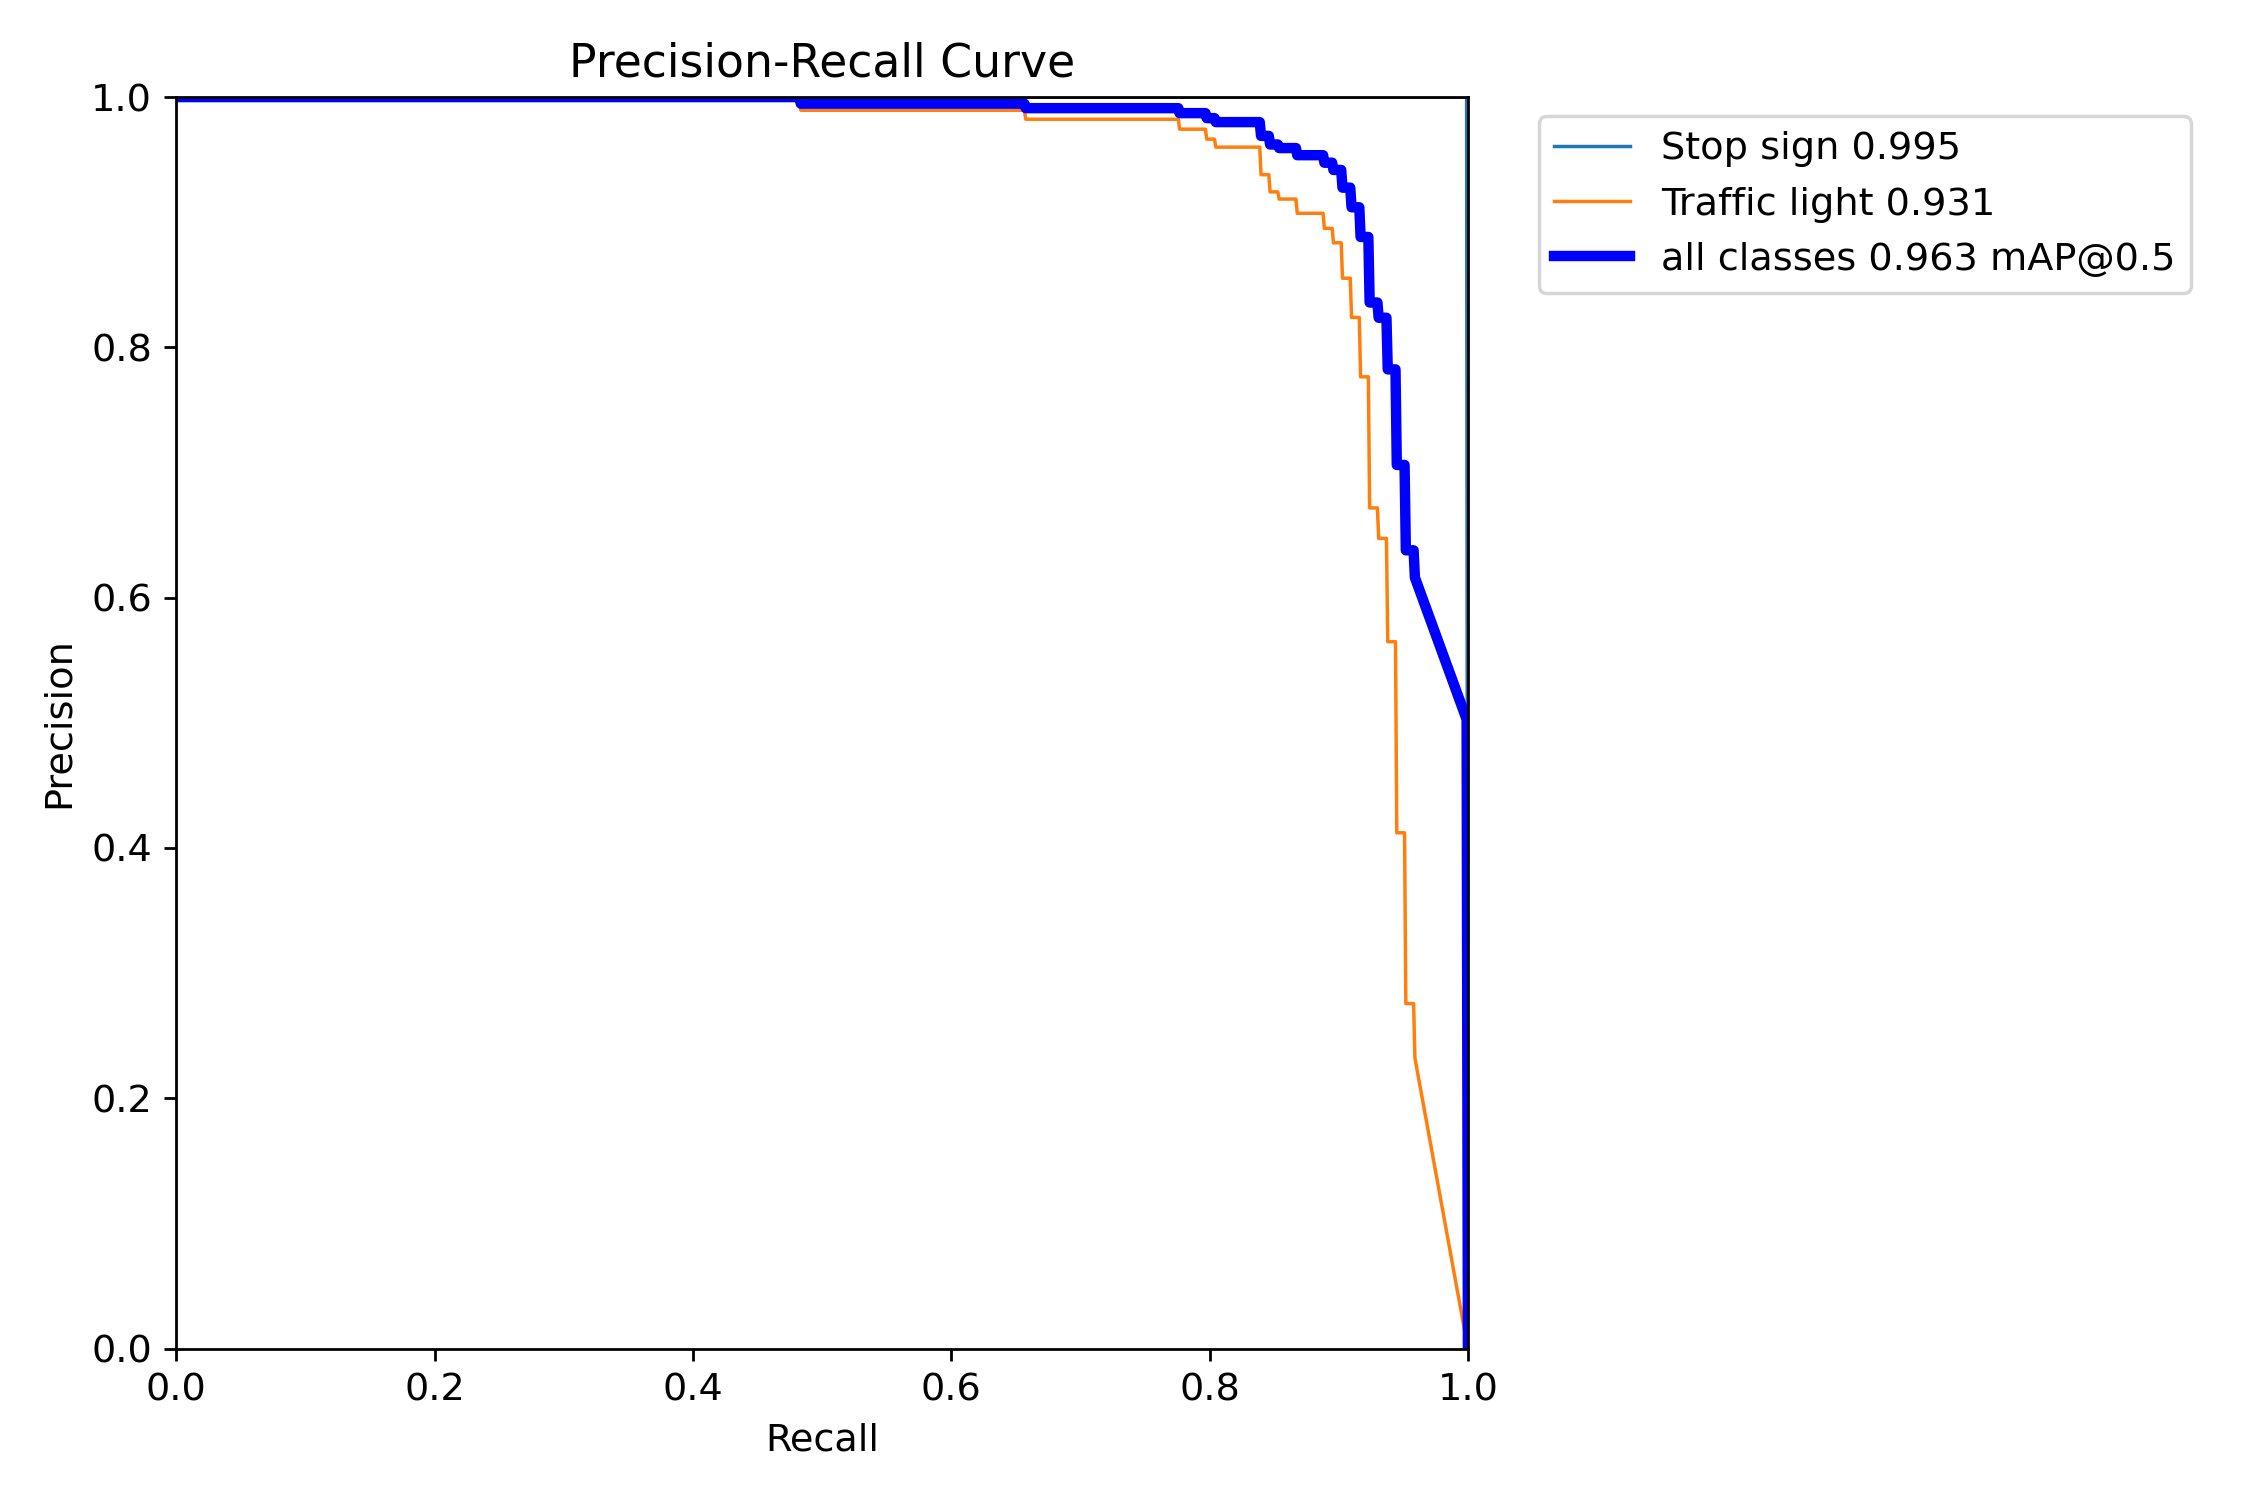 Precision-Recall Curve
1.0
0.8
0.6
0.4
0.2
0.0
Precision
0.0 0.2 0.4 0.6 0.8 1.0
Recall
Stop sign 0.995
Traffic light 0.931
all classes 0.963 mAP@0.5